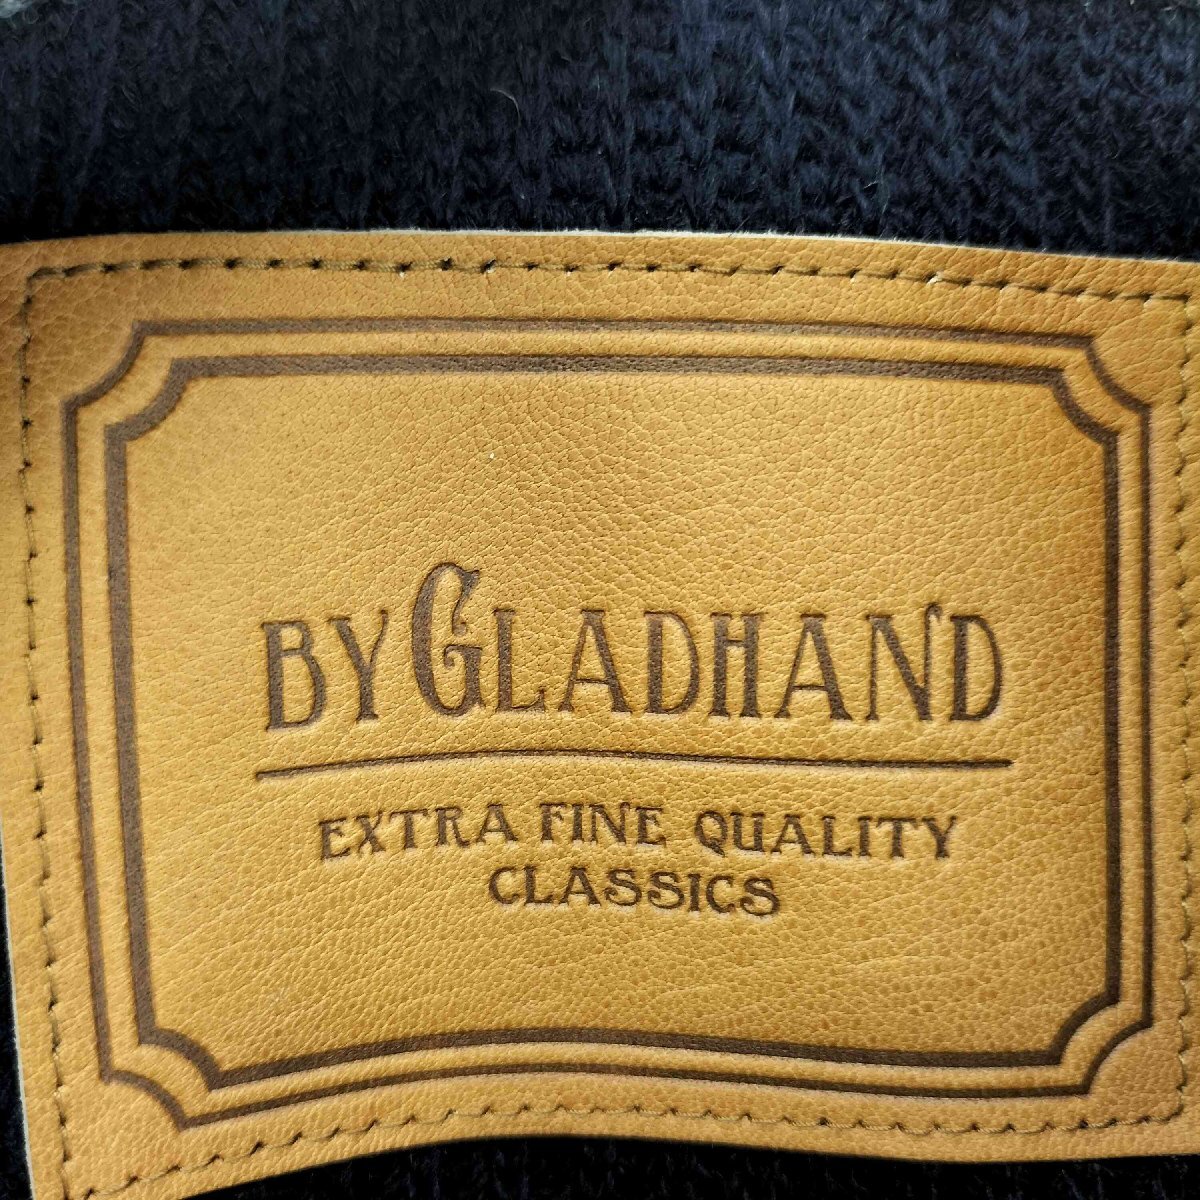 BY GLADHAND
EXTRA FINE QUALITY
CLASSICS